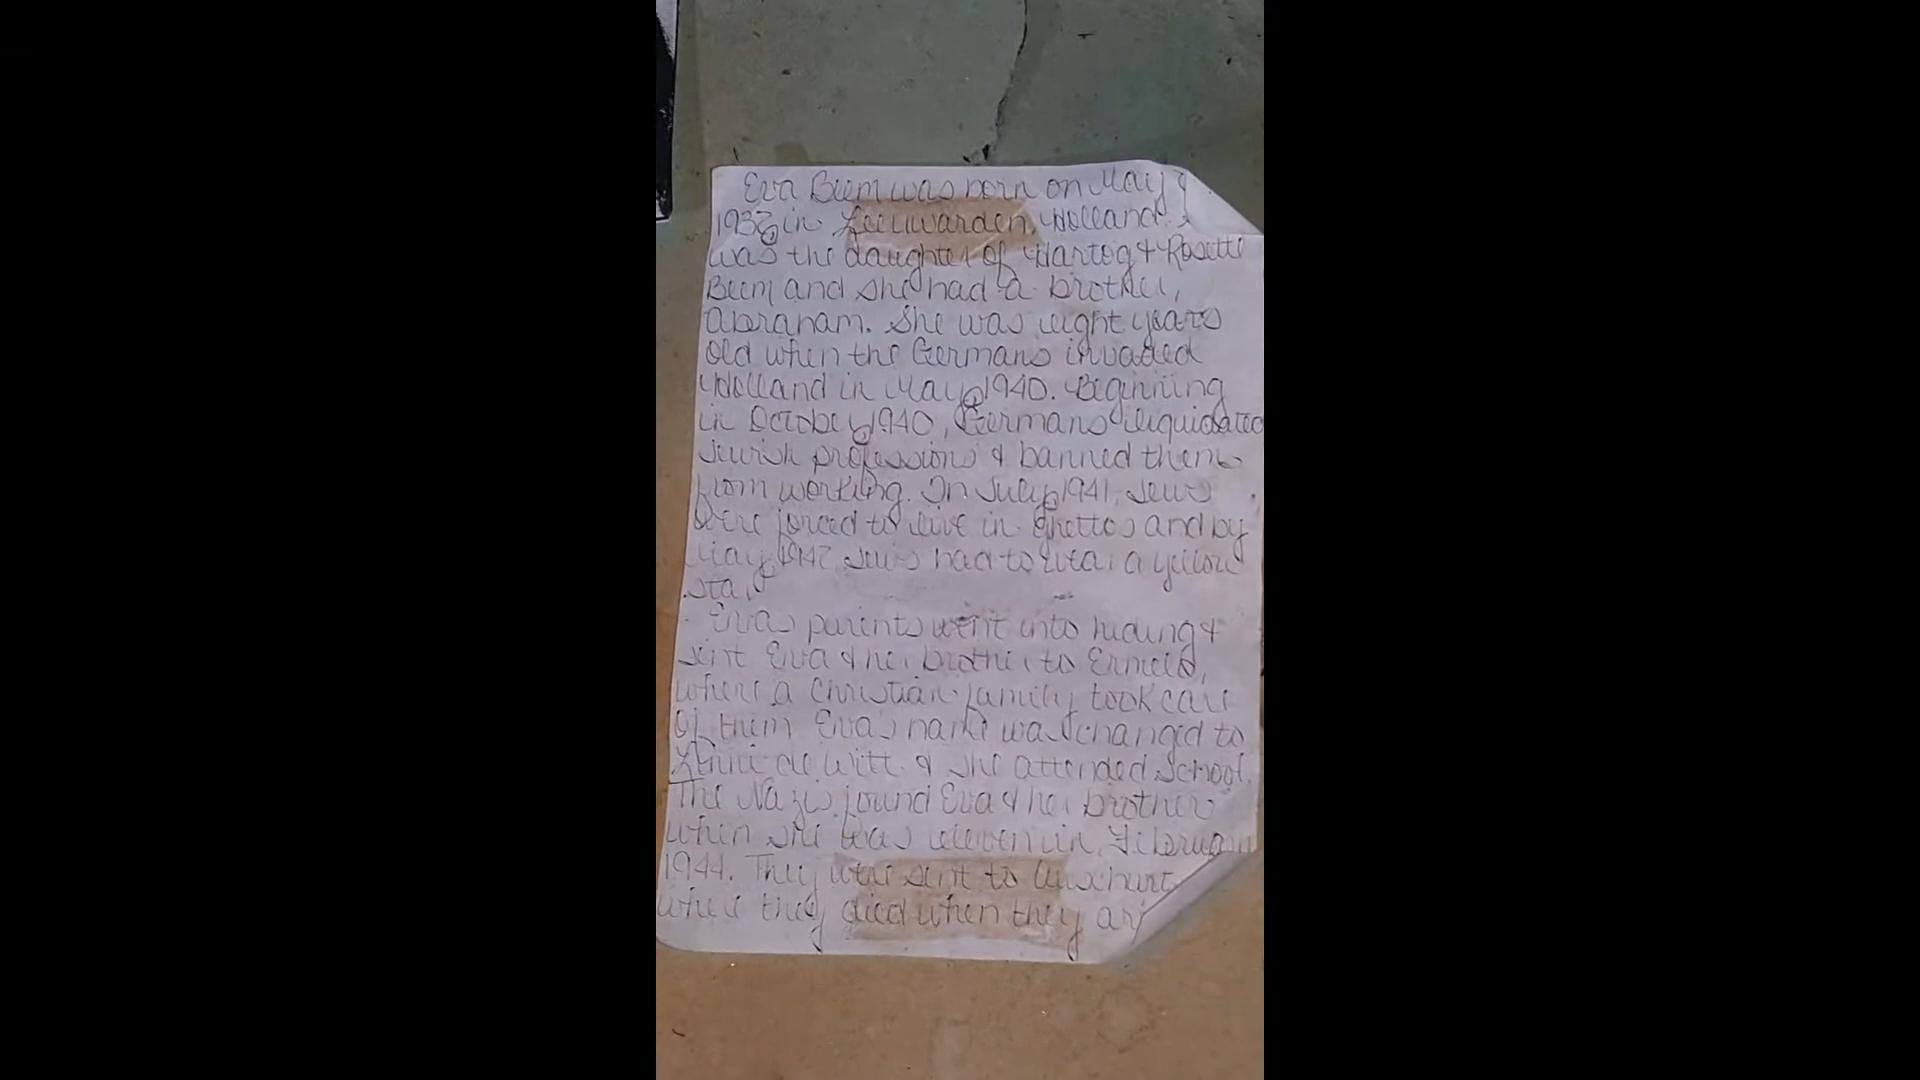 Eva Beem was born on May 9
1932, in Leeuwarden, Holland. S
was the daughter of Hartog & Rosette
Beem and she had a brother,
Abraham. She was eight years
old when the Germans invaded
Holland in May, 1940. Beginning
in October, 1940, Germans liquidated
Jewish professions & banned them
from working. In July, 1941, Jews
were forced to live in ghettos and by
May, 1942 Jews had to wear a yellow
star.
Evas parents went into hiding &
sent Eva & her brother to Ermelo,
where a Christian family took care
of them Eva's name was changed to
de Witt & she attended school.
The Nazis found Eva & her brother
when she was eleven in February
1944. They were sent to
where they died when they arr